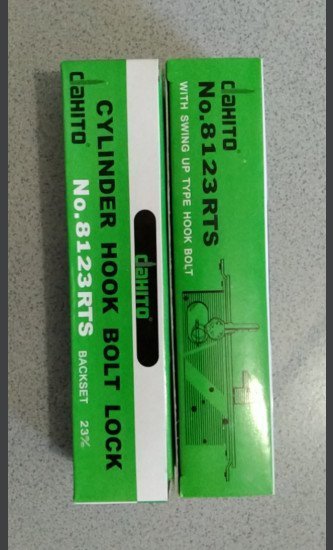 daHITO
CYLINDER HOOK BOLT LOCK
No.8123RTS BACKSET 23%
daHITO
daHITO
No.8123RTS
WITH SWING UP TYPE HOOK BOLT